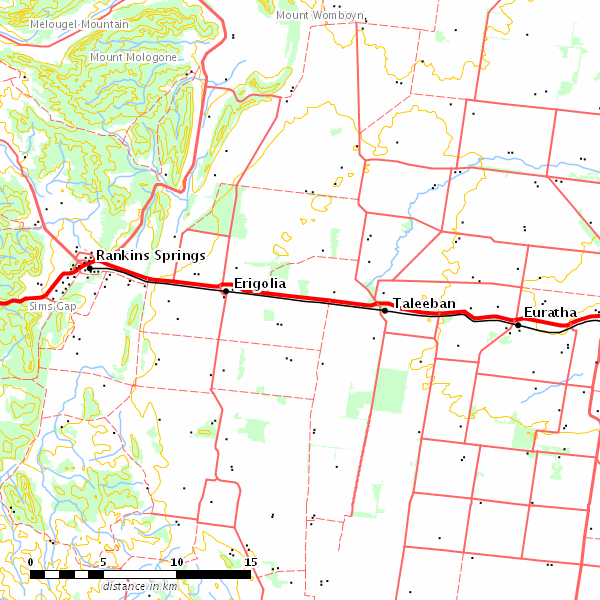 Mount Womboyn
Melougel Mountain
Mount Mologone
Rankins Springs
Erigolia
Sims Gap
Taleeban
Euratha
0 5 10 15
distance in km